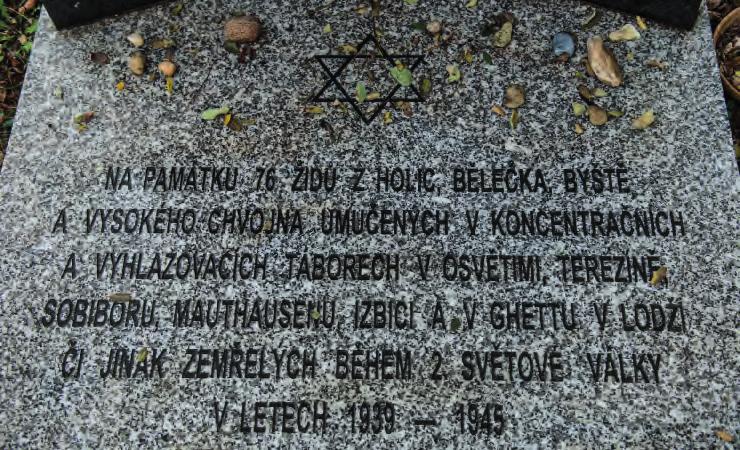 NA PAMÁTKU 76 ŽIDŮ Z HOLIC, BĚLEČKA, BYŠTĚ
A VYSOKÉHO CHVOJNA UMUČENÝCH V KONCENTRAČNÍCH
A VYHLAZOVACÍCH TÁBORECH V OSVĚTIMI, TEREZÍNĚ,
SOBIBORU, MAUTHAUSENU, IZBICI A V GHETTU V LODŽI
ČI JINAK ZEMŘELÝCH BĚHEM 2. SVĚTOVÉ VÁLKY
V LETECH 1939 — 1945